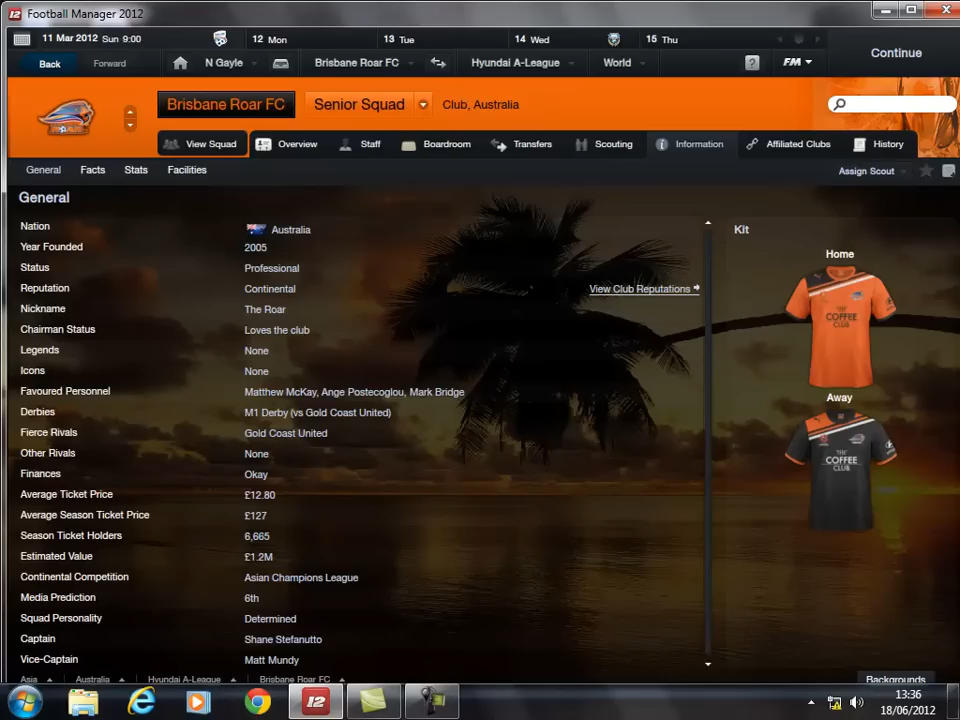 Football Manager 2012
11 Mar 2012 Sun 9:00
12 Mon
13 Tue
14 Wed
15 Thu
Continue
Back
Forward
N Gayle
Brisbane Roar FC
Hyundai A-League
World
?
FM
Brisbane Roar FC
Senior Squad
Club, Australia
View Squad
Overview
Staff
Boardroom
Transfers
Scouting
Information
Affiliated Clubs
History
General
Facts
Stats
Facilities
Assign Scout
General
Nation Australia
Year Founded 2005
Status Professional
Reputation Continental View Club Reputations
Nickname The Roar
Chairman Status Loves the club
Legends None
Icons None
Favoured Personnel Matthew McKay, Ange Postecoglou, Mark Bridge
Derbies M1 Derby (vs Gold Coast United)
Fierce Rivals Gold Coast United
Other Rivals None
Finances Okay
Average Ticket Price £12.80
Average Season Ticket Price £127
Season Ticket Holders 6,665
Estimated Value £1.2M
Continental Competition Asian Champions League
Media Prediction 6th
Squad Personality Determined
Captain Shane Stefanutto
Vice-Captain Matt Mundy
Kit
Home
THE
COFFEE
CLUB
Away
THE
COFFEE
CLUB
Asia
Australia
Hyundai A-League
Brisbane Roar FC
Backgrounds
12
13:36
18/06/2012